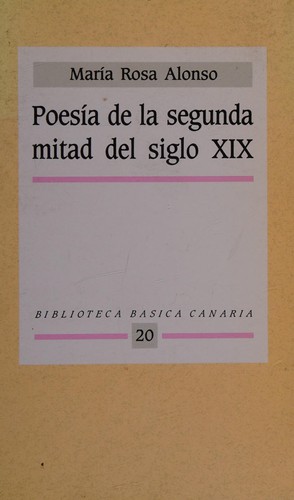 María Rosa Alonso
Poesía de la segunda
mitad del siglo XIX
BIBLIOTECA BASICA CANARIA
20